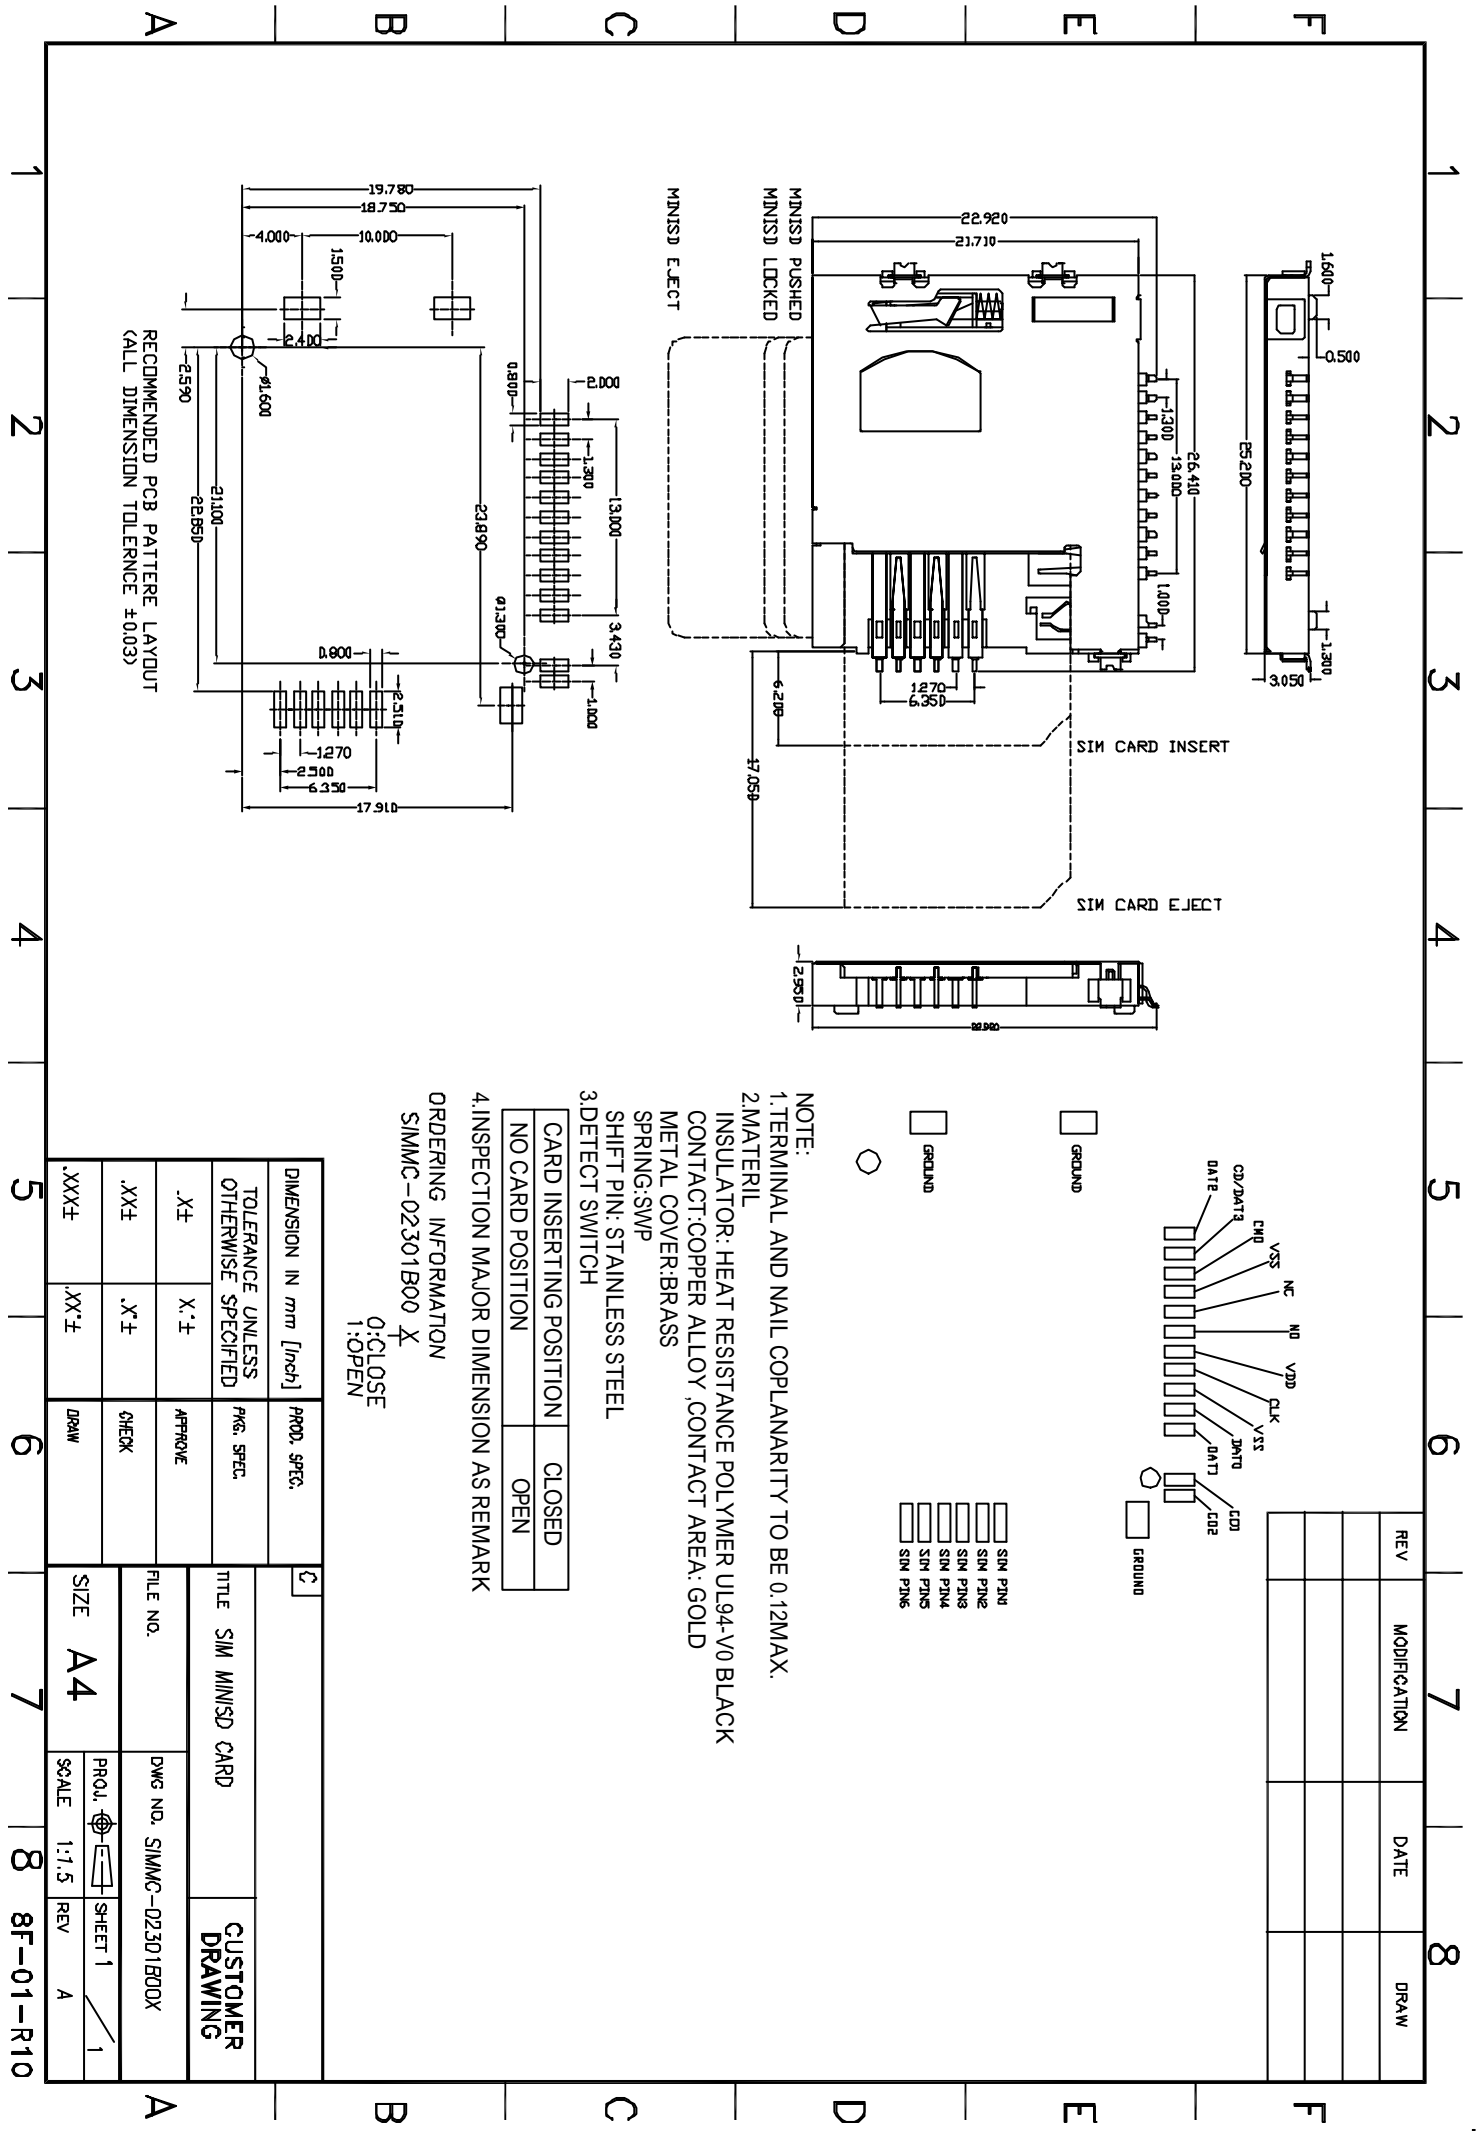 1
2
3
4
5
6
7
8
F
E
D
C
B
A
REV
MODIFICATION
DATE
DRAW
1.600
0.500
25.200
1.300
3.050
22.920
21.710
1.300
13.000
26.410
1.000
MINISD PUSHED
MINISD LOCKED
MINISD EJECT
1.270
6.350
6.200
17.050
SIM CARD INSERT
SIM CARD EJECT
2.950
19.780
18.750
4.000
10.000
1.500
2.400
ø1.600
2.590
0.800
2.000
1.300
13.000
3.430
23.890
21.100
22.850
ø1.300
1.000
0.800
2.510
1.270
2.500
6.350
17.910
RECOMMENDED PCB PATTERE LAYOUT
(ALL DIMENSION TOLERNCE ±0.03)
DAT2
CD/DAT3
CMD
VSS
NC
VDD
CLK
VSS
DAT0
DAT1
CD1
CD2
GROUND
GROUND
GROUND
SIM PIN1
SIM PIN2
SIM PIN3
SIM PIN4
SIM PIN5
SIM PIN6
NOTE:
1.TERMINAL AND NAIL COPLANARITY TO BE 0.12MAX.
2.MATERIL
INSULATOR: HEAT RESISTANCE POLYMER UL94-V0 BLACK
CONTACT:COPPER ALLOY ,CONTACT AREA: GOLD
METAL COVER:BRASS
SPRING:SWP
SHIFT PIN: STAINLESS STEEL
3.DETECT SWITCH
CARD INSERTING POSITION CLOSED
NO CARD POSITION OPEN
4.INSPECTION MAJOR DIMENSION AS REMARK
ORDERING INFORMATION
SIMMC-02301B00 X
0:CLOSE
1:OPEN
DIMENSION IN mm [inch]
TOLERANCE UNLESS
OTHERWISE SPECIFIED
.X± X.°±
.XX± .X°±
.XXX± .XX°±
PROD. SPEC.
PKG. SPEC.
APPROVE
CHECK
DRAW
C
TITLE SIM MINISD CARD
CUSTOMER
DRAWING
FILE NO.
DWG NO. SIMMC-02301B00X
SIZE A4
PROJ.
SHEET 1 / 1
SCALE 1:1.5
REV A
8F-01-R10
1
2
3
4
5
6
7
8
F
E
D
C
B
A